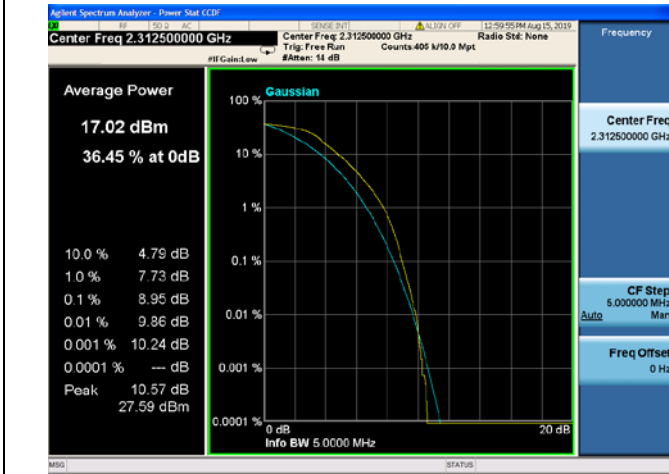 Agilent Spectrum Analyzer - Power Stat CCDF
RF 50 Ω AC SENSE:INT ALIGN OFF 12:59:55 PM Aug 15, 2019
Center Freq 2.312500000 GHz
Center Freq: 2.312500000 GHz
Radio Std: None
Trig: Free Run Counts:405 k/10.0 Mpt
#IFGain:Low #Atten: 14 dB
Frequency
Average Power
17.02 dBm
36.45 % at 0dB
10.0 % 4.79 dB
1.0 % 7.73 dB
0.1 % 8.95 dB
0.01 % 9.86 dB
0.001 % 10.24 dB
0.0001 % --- dB
Peak 10.57 dB
27.59 dBm
Gaussian
100 %
10 %
1 %
0.1 %
0.01 %
0.001 %
0.0001 %
0 dB 20 dB
Info BW 5.0000 MHz
Center Freq
2.312500000 GHz
CF Step
5.000000 MHz
Auto Man
Freq Offset
0 Hz
MSG STATUS